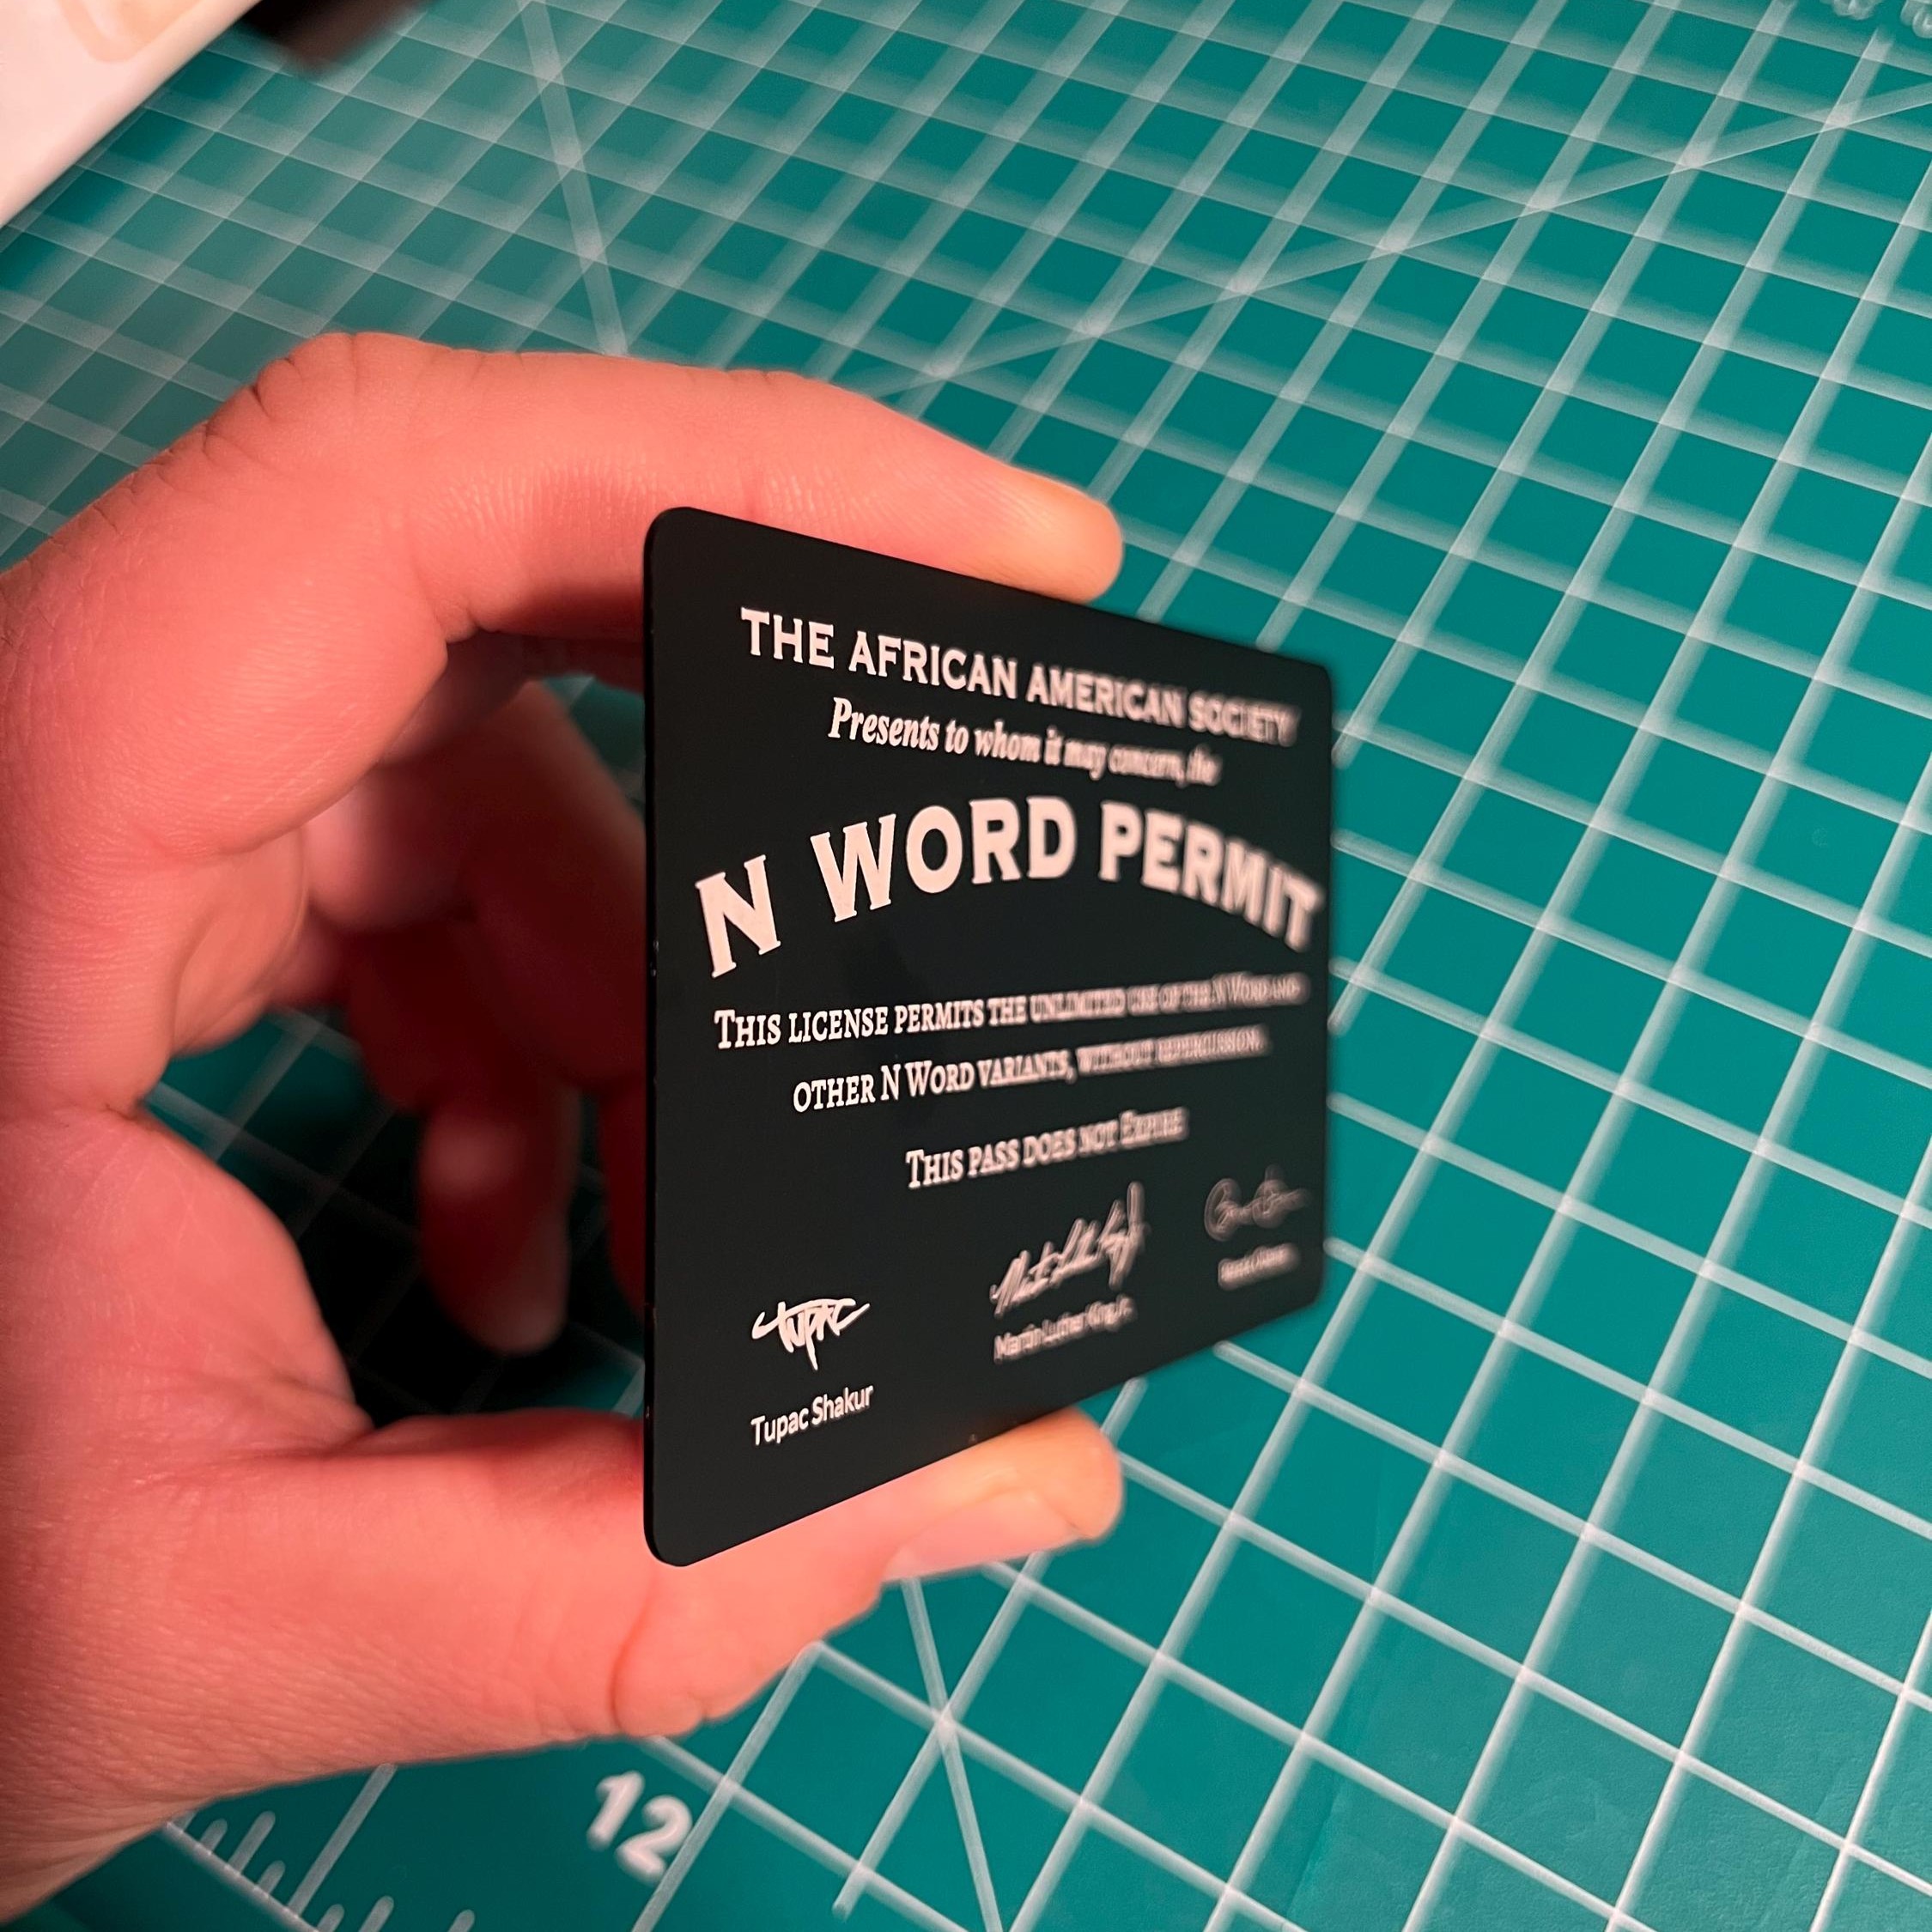 THE AFRICAN AMERICAN SOCIETY
Presents to whom it may concern, the
N WORD PERMIT
THIS LICENSE PERMITS THE UNLIMITED USE OF THE N WORD AND
OTHER N WORD VARIANTS, WITHOUT REPERCUSSION.
THIS PASS DOES NOT EXPIRE
Tupac
Tupac Shakur
Martin Luther King Jr.
12